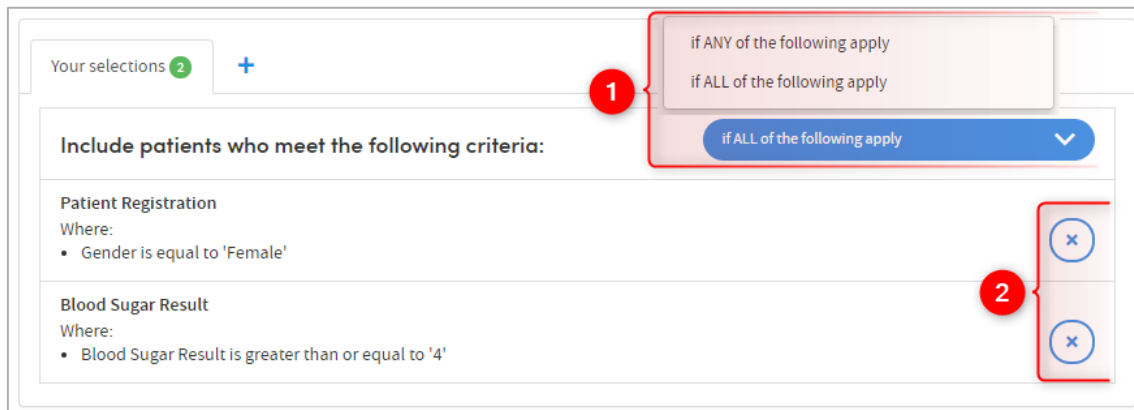 if ANY of the following apply
Your selections 2 +
if ALL of the following apply
1
Include patients who meet the following criteria:
if ALL of the following apply
Patient Registration
Where:
• Gender is equal to 'Female'
2
Blood Sugar Result
Where:
• Blood Sugar Result is greater than or equal to '4'